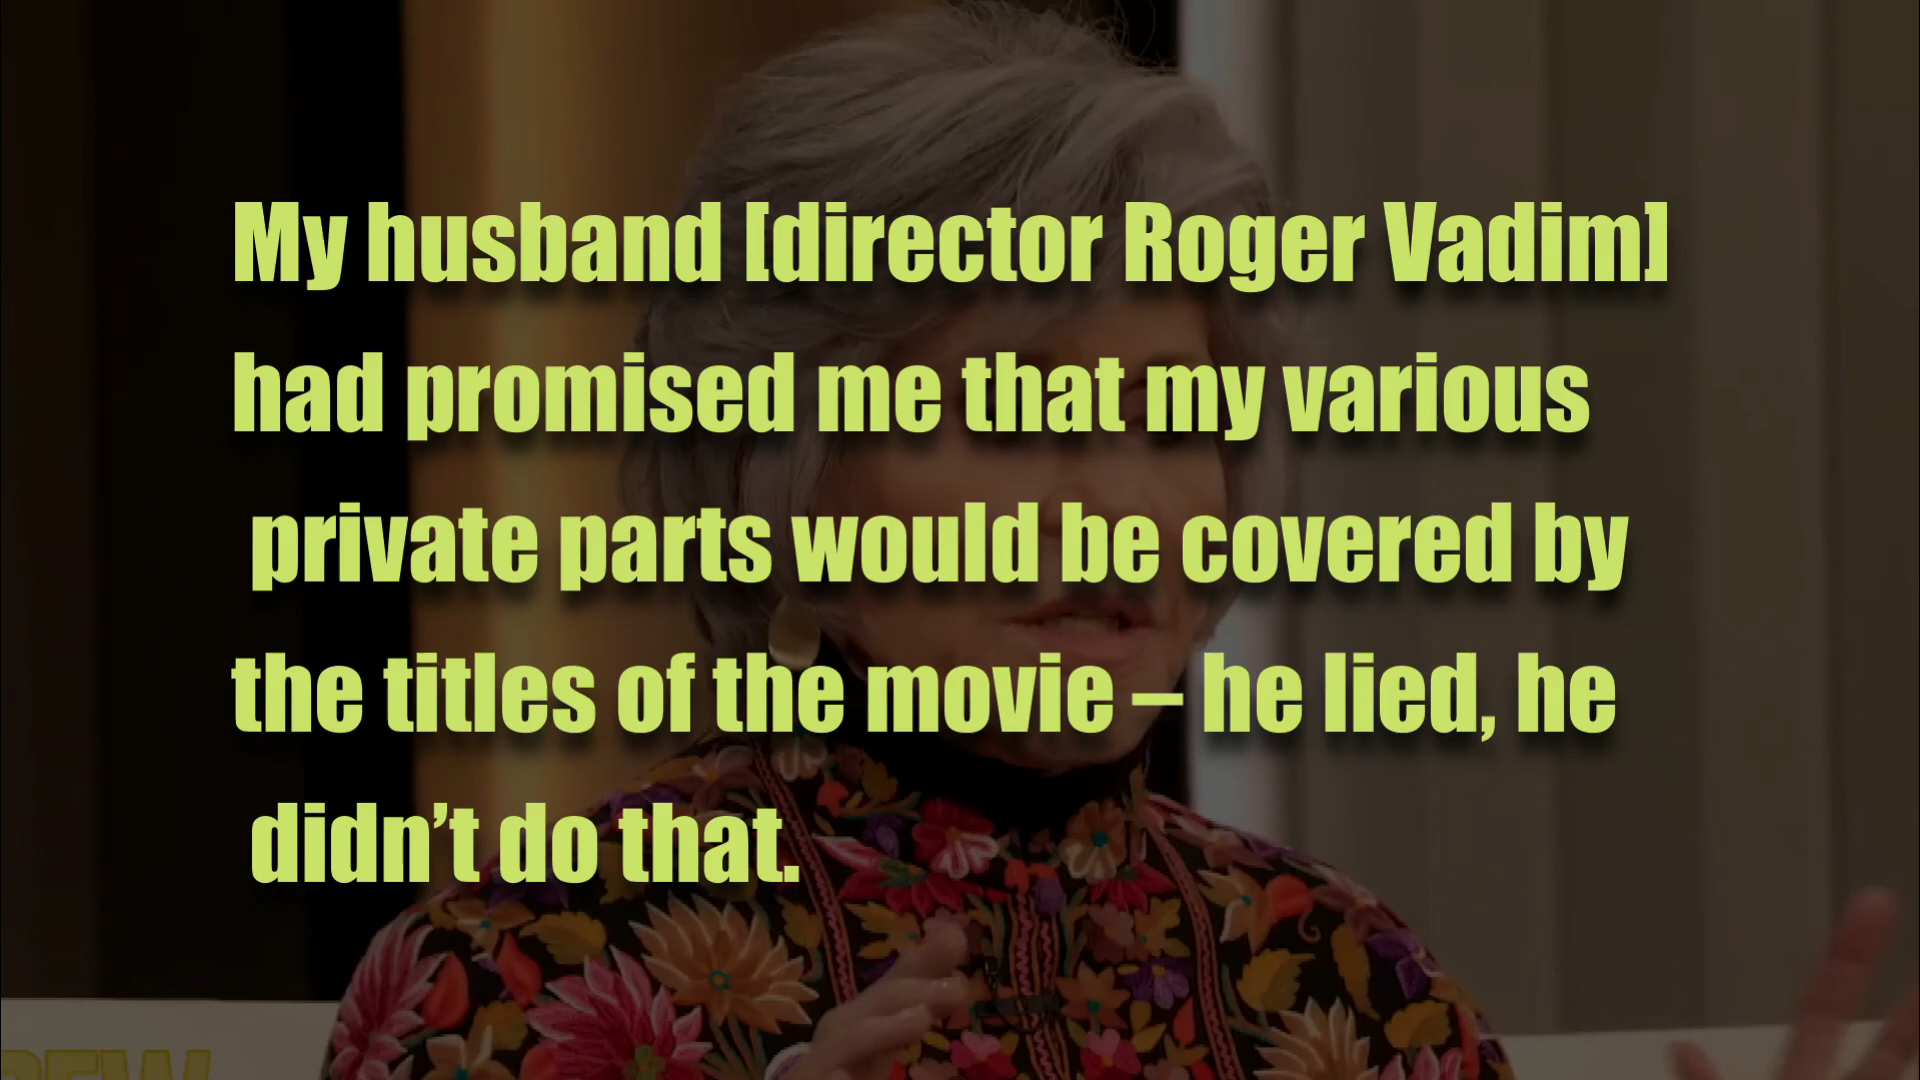 My husband [director Roger Vadim]
had promised me that my various
private parts would be covered by
the titles of the movie – he lied, he
didn’t do that.